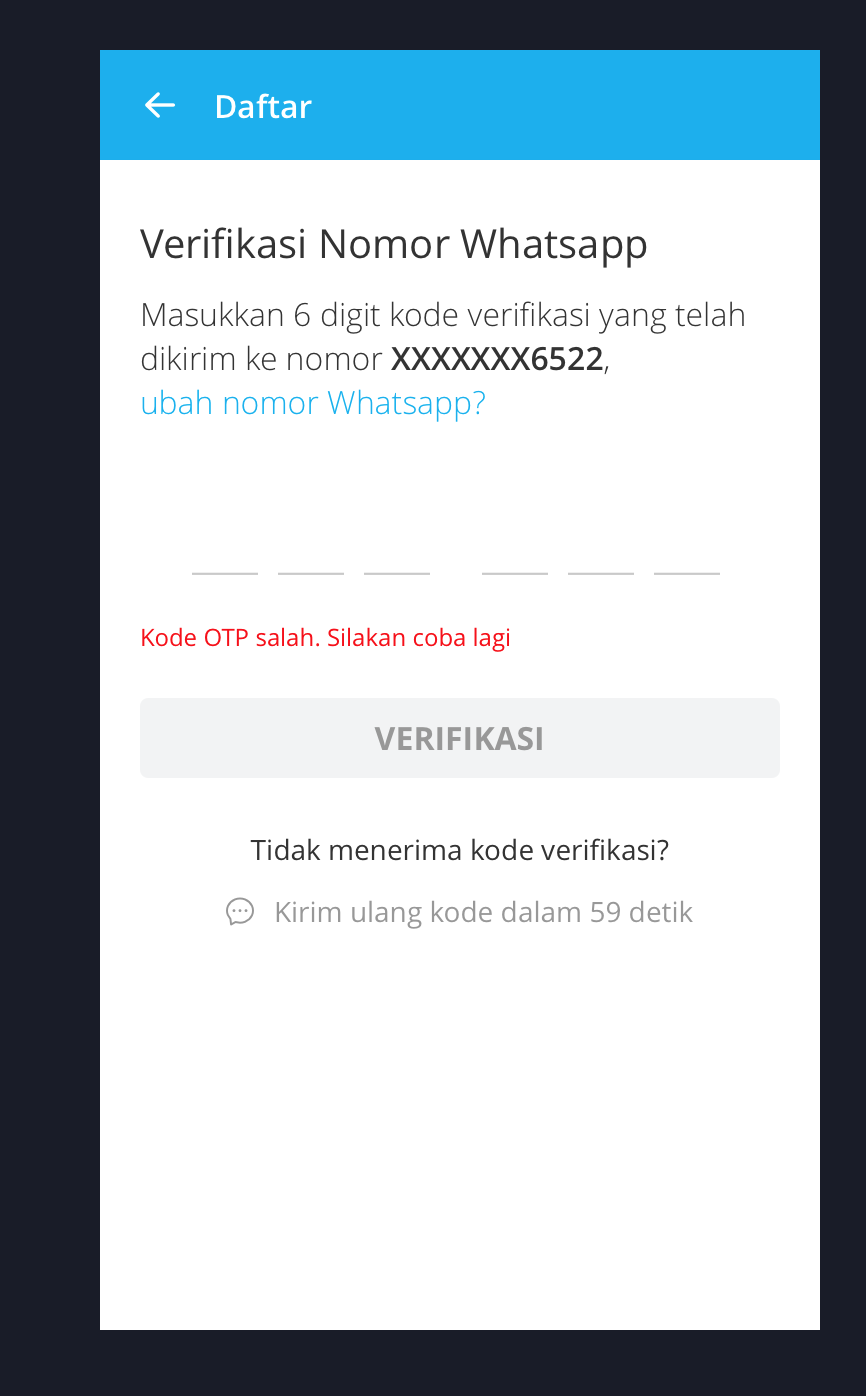 Daftar
Verifikasi Nomor Whatsapp
Masukkan 6 digit kode verifikasi yang telah
dikirim ke nomor XXXXXXX6522,
ubah nomor Whatsapp?
Kode OTP salah. Silakan coba lagi
VERIFIKASI
Tidak menerima kode verifikasi?
Kirim ulang kode dalam 59 detik